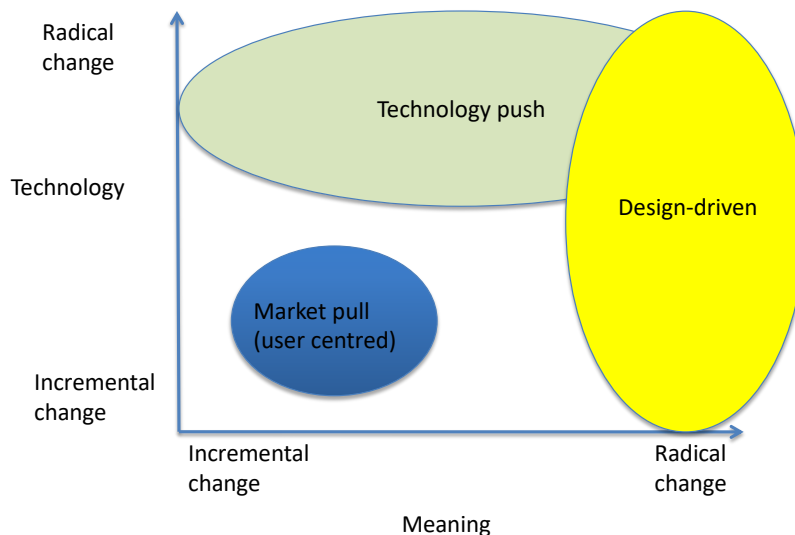 Radical
change
Technology push
Technology
Design-driven
Market pull
(user centred)
Incremental
change
Incremental
change
Radical
change
Meaning